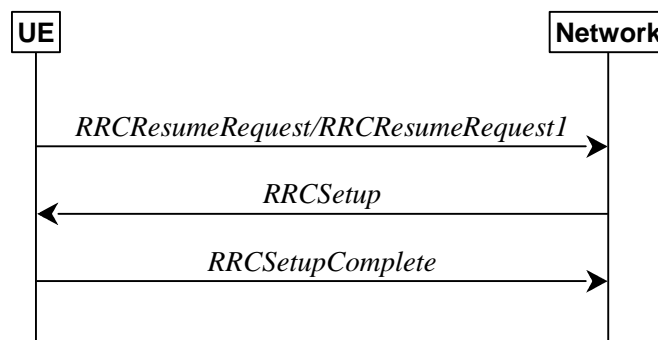 UE
Network
RRCResumeRequest/RRCResumeRequest1
RRCSetup
RRCSetupComplete